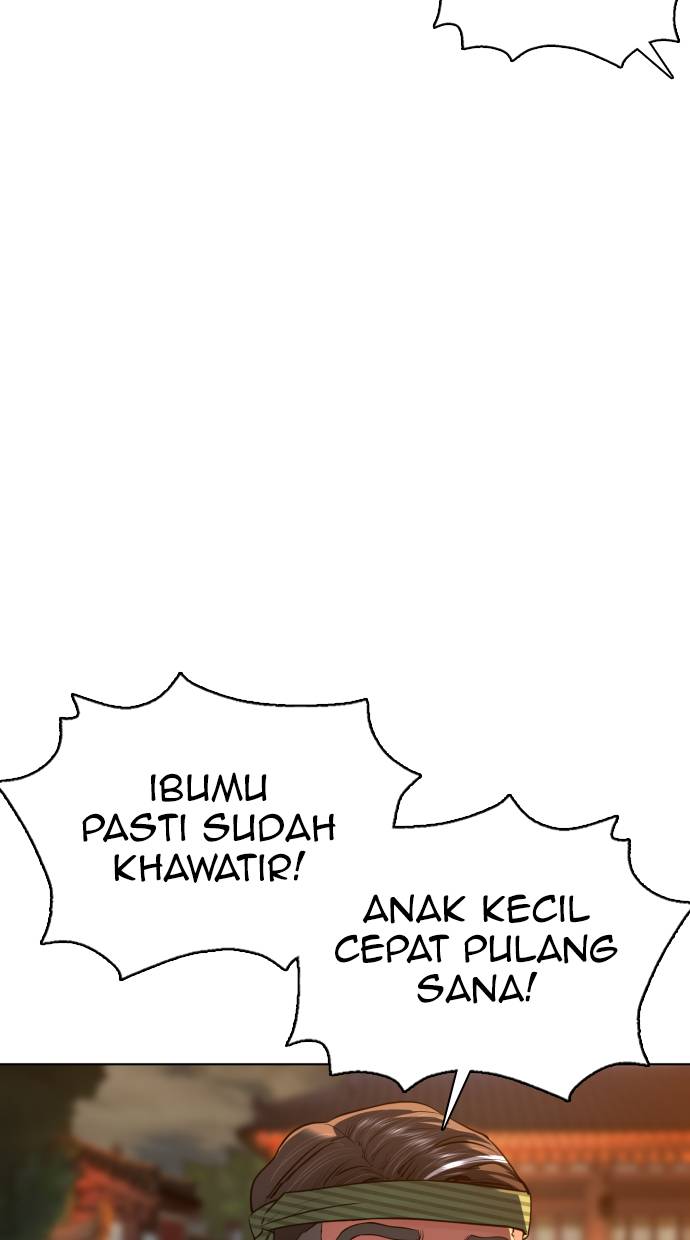 IBUMU
PASTI SUDAH
KHAWATIR!
ANAK KECIL
CEPAT PULANG
SANA!